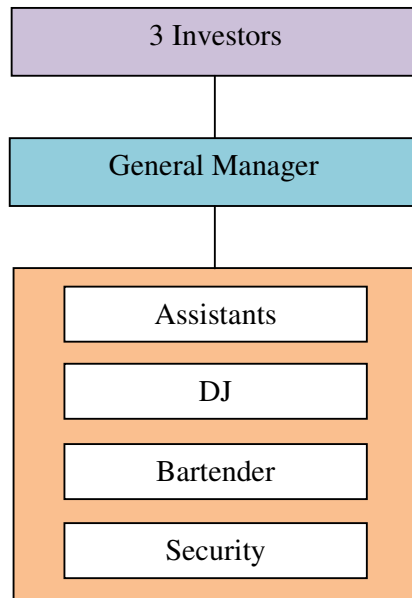 3 Investors
General Manager
Assistants
DJ
Bartender
Security